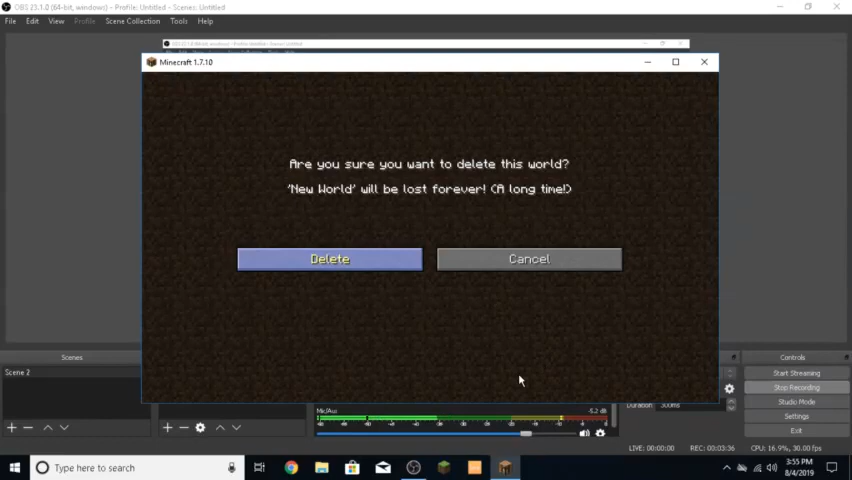 OBS 23.1.0 (64-bit, windows) - Profile: Untitled - Scenes: Untitled
File Edit View Profile Scene Collection Tools Help
Minecraft 1.7.10
Are you sure you want to delete this world?
'New World' will be lost forever! (A long time!)
Delete Cancel
Scenes
Controls
Scene 2
Start Streaming
Stop Recording
Studio Mode
Settings
Exit
Duration 300ms
Mic/Aux -5.2 dB
LIVE: 00:00:00 REC: 00:03:36 CPU: 16.9%, 30.00 fps
Type here to search
3:55 PM
8/4/2019